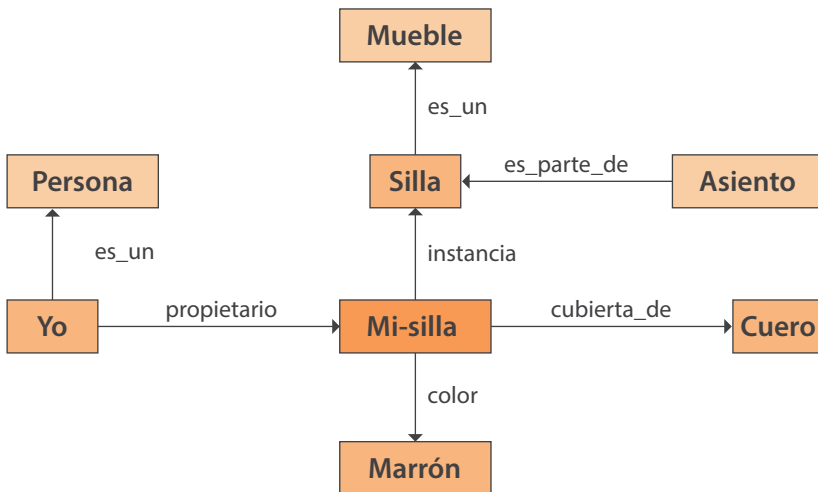 Mueble
es_un
Persona
Silla
es_parte_de
Asiento
es_un
instancia
Yo
propietario
Mi-silla
cubierta_de
Cuero
color
Marrón